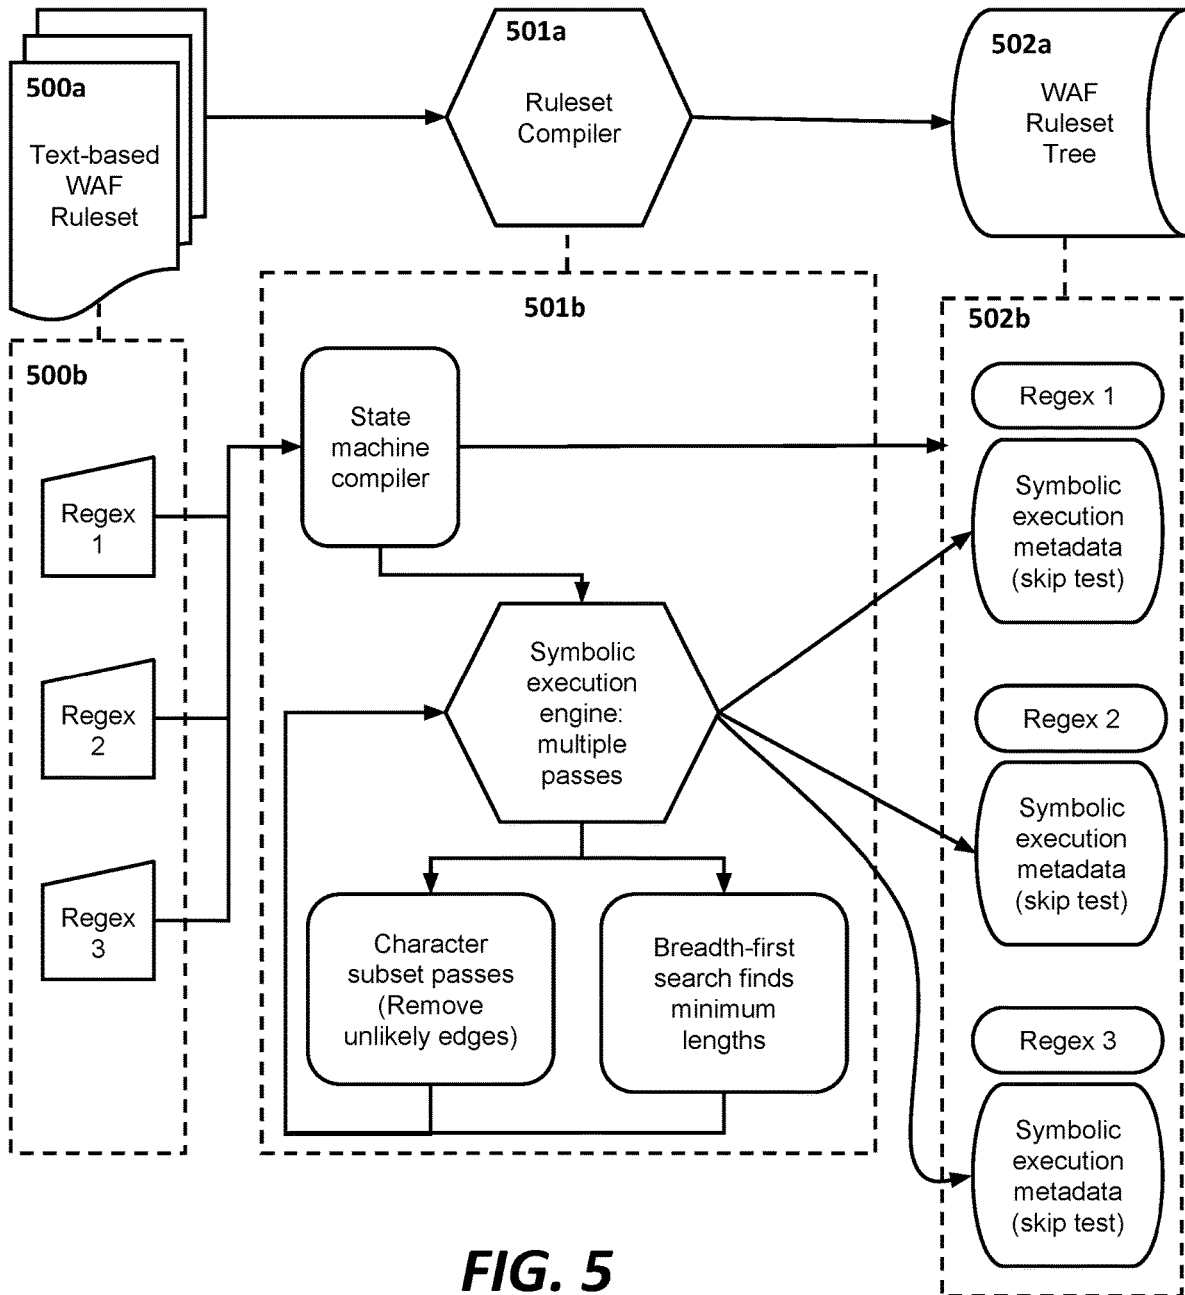 500a
Text-based
WAF
Ruleset
501a
Ruleset
Compiler
502a
WAF
Ruleset
Tree
500b
Regex
1
Regex
2
Regex
3
501b
State
machine
compiler
Symbolic
execution
engine:
multiple
passes
Character
subset passes
(Remove
unlikely edges)
Breadth-first
search finds
minimum
lengths
502b
Regex 1
Symbolic
execution
metadata
(skip test)
Regex 2
Symbolic
execution
metadata
(skip test)
Regex 3
Symbolic
execution
metadata
(skip test)
FIG. 5